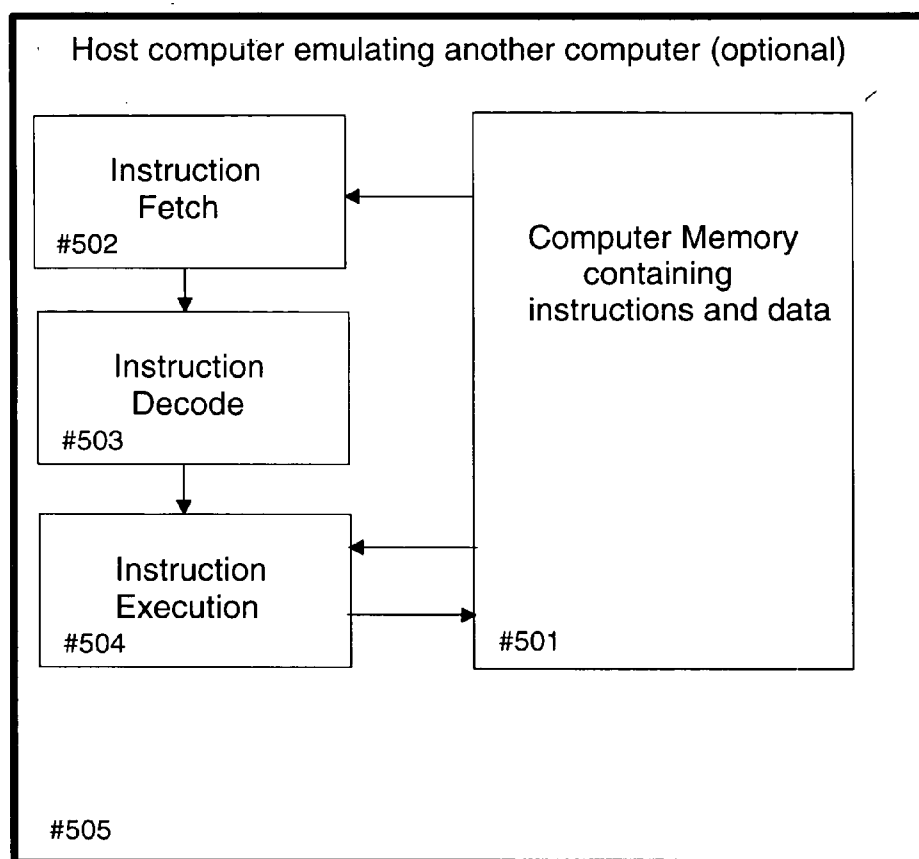 Host computer emulating another computer (optional)
Instruction
Fetch
#502
Computer Memory
containing
instructions and data
Instruction
Decode
#503
Instruction
Execution
#504
#501
#505